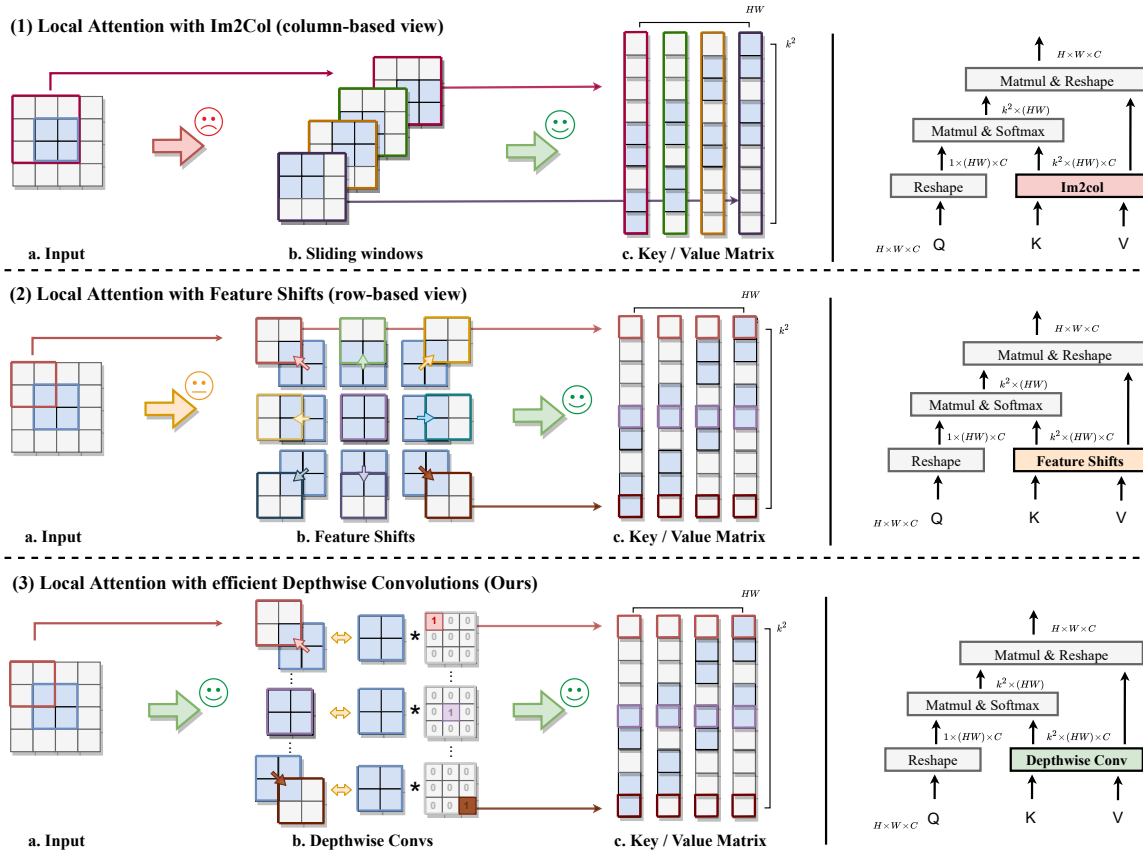 (1) Local Attention with Im2Col (column-based view)
HW
k²
a. Input
b. Sliding windows
c. Key / Value Matrix
H×W×C
Matmul & Reshape
k²×(HW)
Matmul & Softmax
1×(HW)×C
k²×(HW)×C
Reshape
Im2col
H×W×C
Q
K
V
(2) Local Attention with Feature Shifts (row-based view)
HW
k²
a. Input
b. Feature Shifts
c. Key / Value Matrix
H×W×C
Matmul & Reshape
k²×(HW)
Matmul & Softmax
1×(HW)×C
k²×(HW)×C
Reshape
Feature Shifts
H×W×C
Q
K
V
(3) Local Attention with efficient Depthwise Convolutions (Ours)
HW
k²
*
1 0 0
0 0 0
0 0 0
*
0 0 0
0 1 0
0 0 0
*
0 0 0
0 0 0
0 0 1
a. Input
b. Depthwise Convs
c. Key / Value Matrix
H×W×C
Matmul & Reshape
k²×(HW)
Matmul & Softmax
1×(HW)×C
k²×(HW)×C
Reshape
Depthwise Conv
H×W×C
Q
K
V